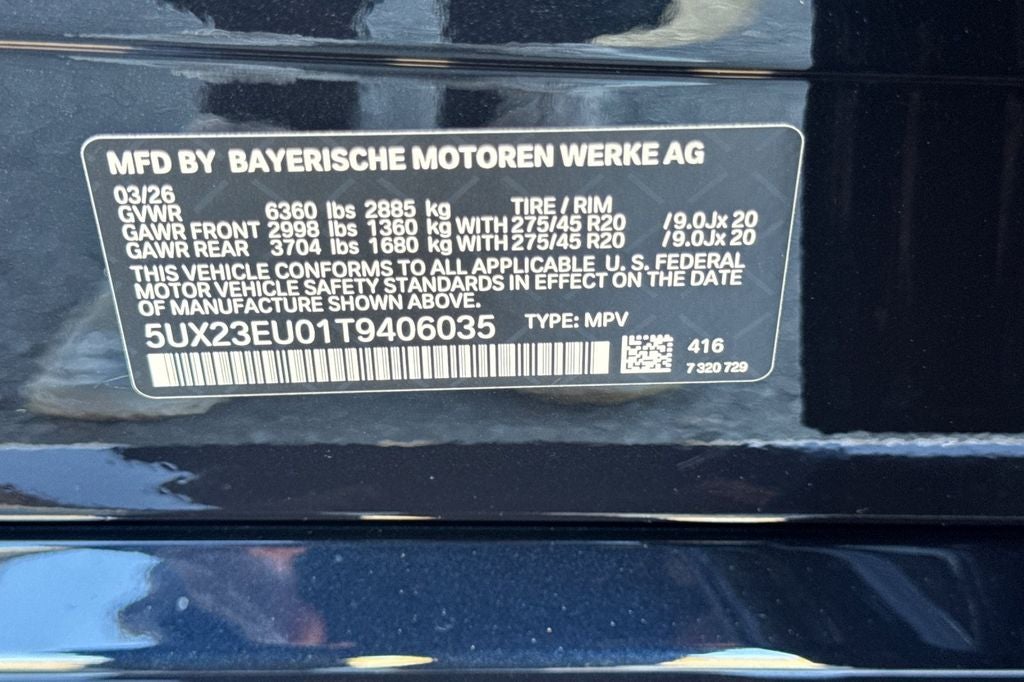 MFD BY BAYERISCHE MOTOREN WERKE AG
03/26
GVWR 6360 lbs 2885 kg TIRE / RIM
GAWR FRONT 2998 lbs 1360 kg WITH 275/45 R20 /9.0Jx 20
GAWR REAR 3704 lbs 1680 kg WITH 275/45 R20 /9.0Jx 20
THIS VEHICLE CONFORMS TO ALL APPLICABLE U. S. FEDERAL
MOTOR VEHICLE SAFETY STANDARDS IN EFFECT ON THE DATE
OF MANUFACTURE SHOWN ABOVE.
5UX23EU01T9406035 TYPE: MPV
416
7 320 729